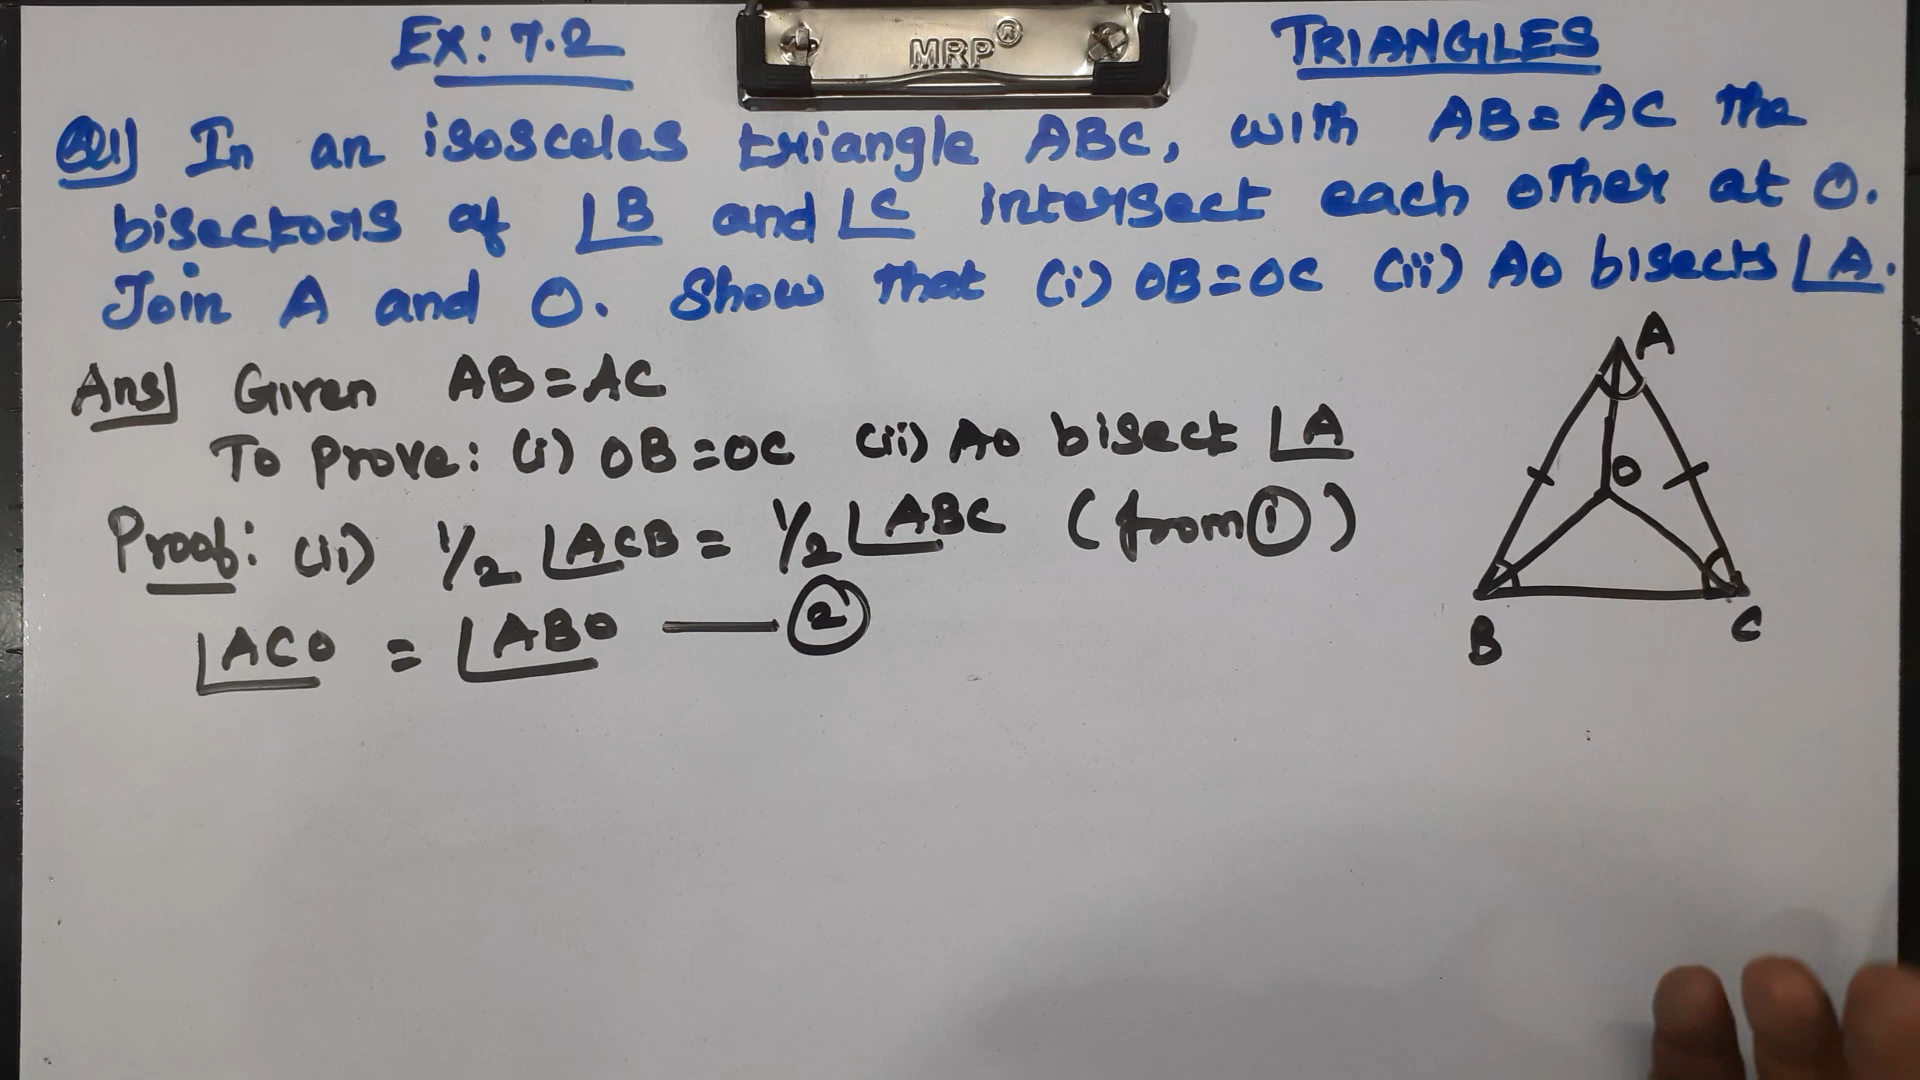 Ex: 7.2
MRP®
TRIANGLES
Q1) In an isosceles triangle ABC, with AB = AC the
bisectors of ∠B and ∠C intersect each other at O.
Join A and O. Show that (i) OB = OC (ii) AO bisects ∠A.
Ans) Given AB = AC
To prove: (i) OB = OC (ii) AO bisect ∠A
Proof: (ii) 1/2 ∠ACB = 1/2 ∠ABC (from ①)
∠ACO = ∠ABO — ②
A
O
B
C